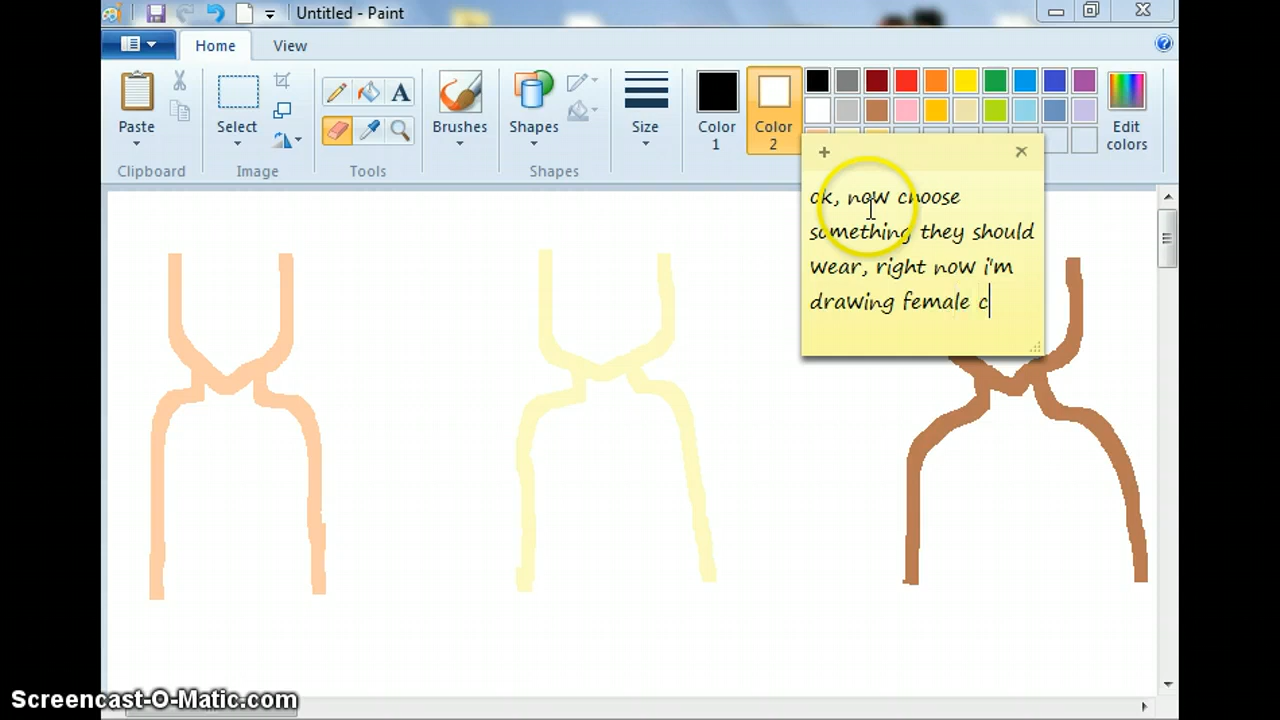 Untitled - Paint
Home
View
Paste
Select
Brushes
Shapes
Size
Color
1
Color
2
Edit
colors
Clipboard
Image
Tools
Shapes
ok, now choose
something they should
wear, right now i'm
drawing female c
Screencast-O-Matic.com